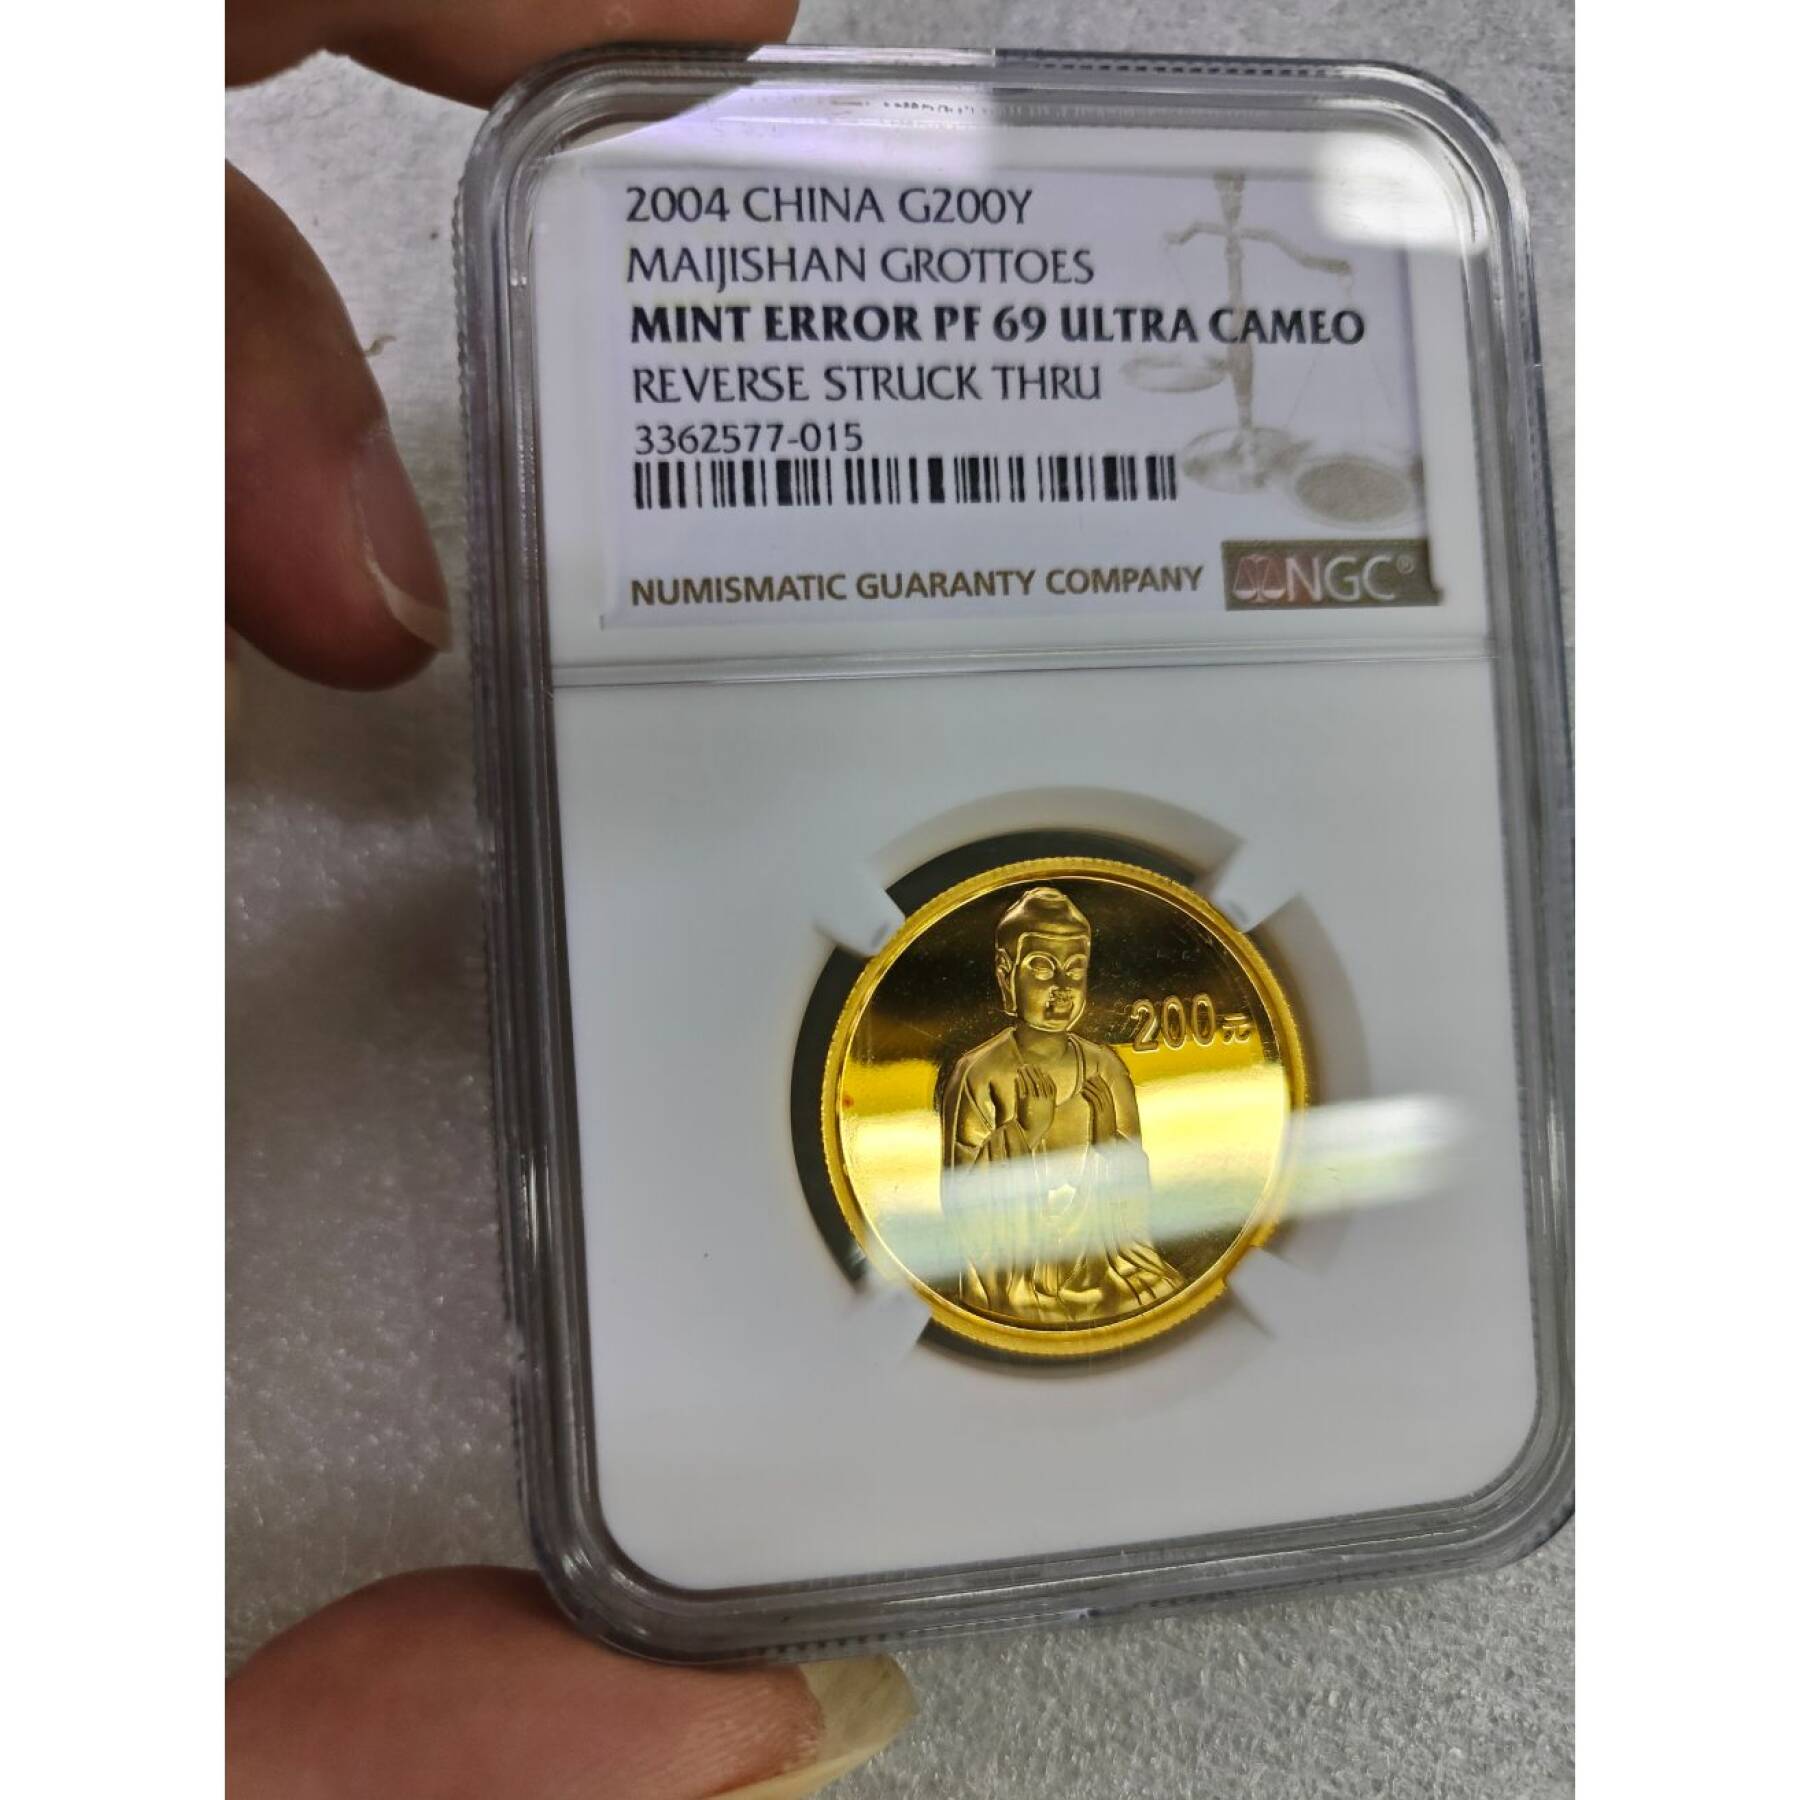 2004 CHINA G200Y
MAIJISHAN GROTTOES
MINT ERROR PF 69 ULTRA CAMEO
REVERSE STRUCK THRU
3362577-015
NUMISMATIC GUARANTY COMPANY NGC®
200元